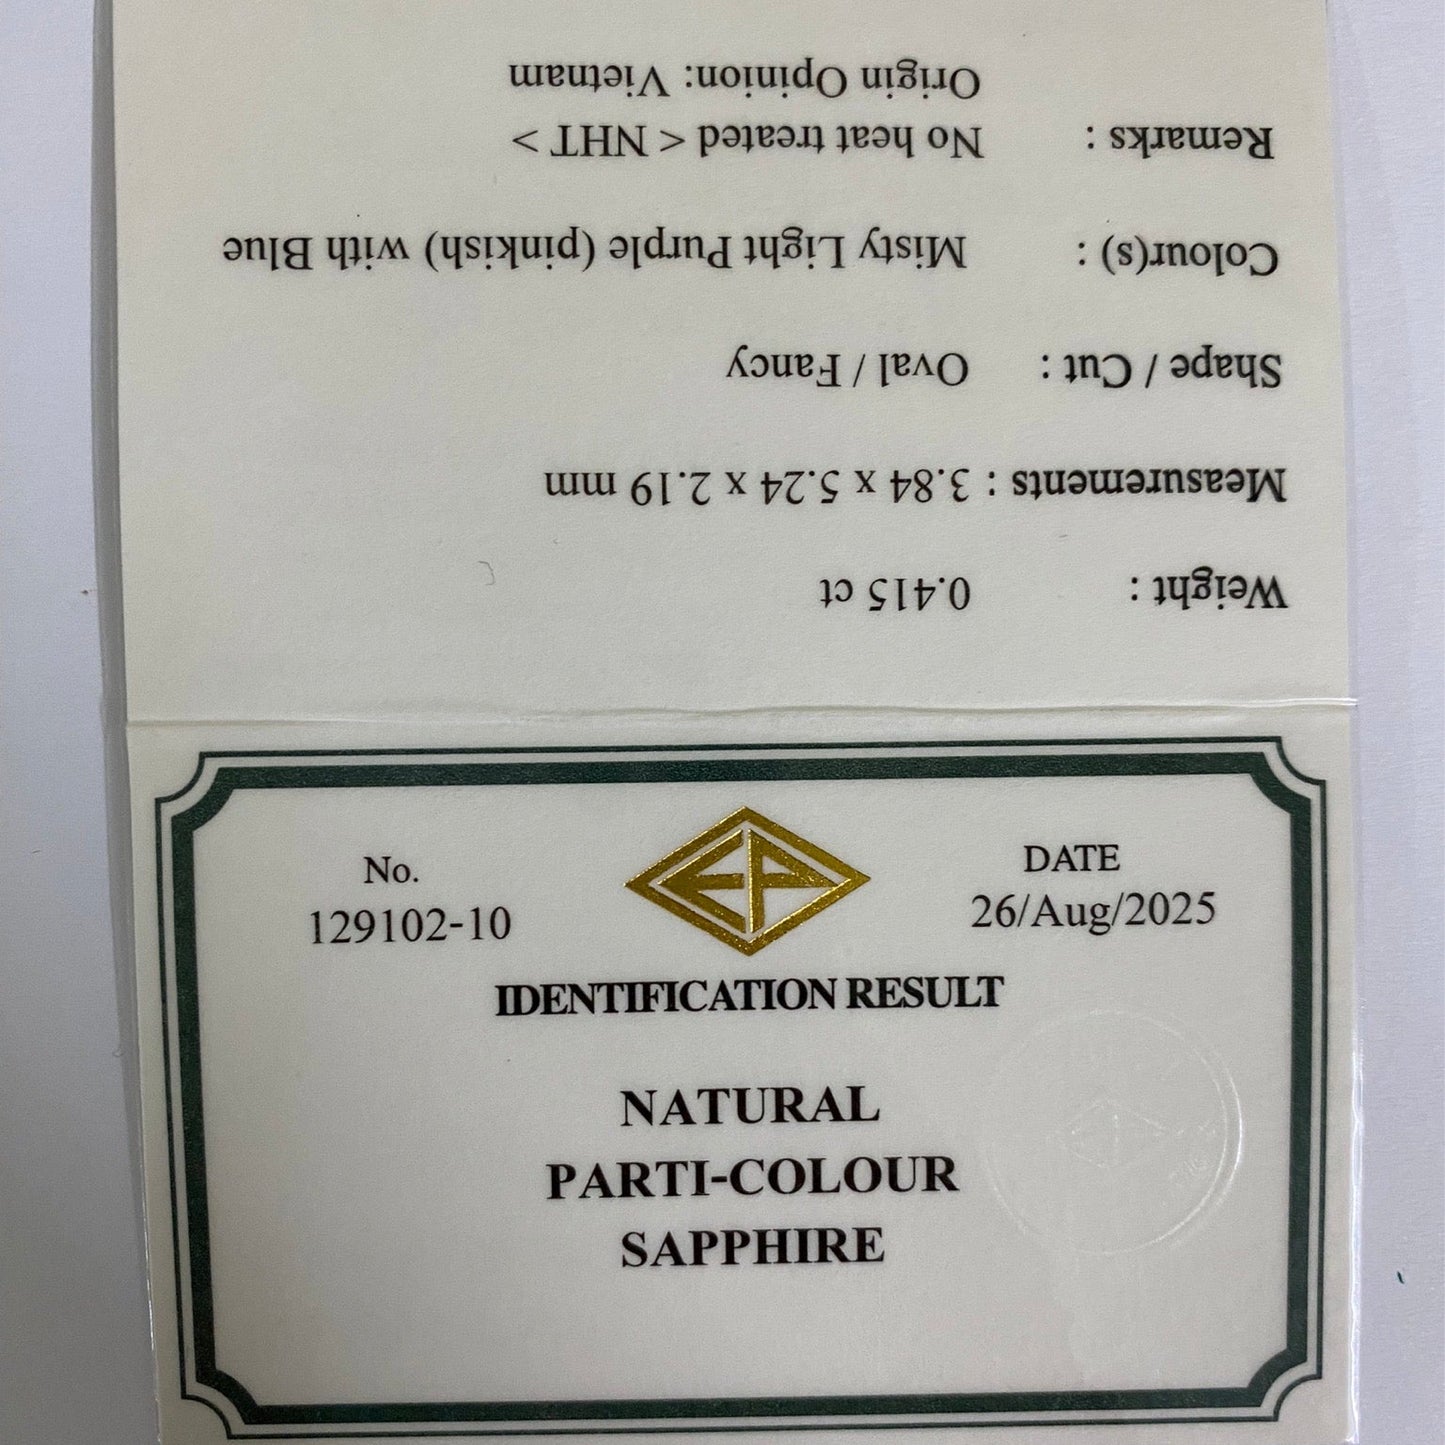 No.
129102-10
DATE
26/Aug/2025
IDENTIFICATION RESULT
NATURAL
PARTI-COLOUR
SAPPHIRE
Weight : 0.415 ct
Measurements : 3.84 x 5.24 x 2.19 mm
Shape / Cut : Oval / Fancy
Colour(s) : Misty Light Purple (pinkish) with Blue
Remarks : No heat treated < NHT >
Origin Opinion: Vietnam